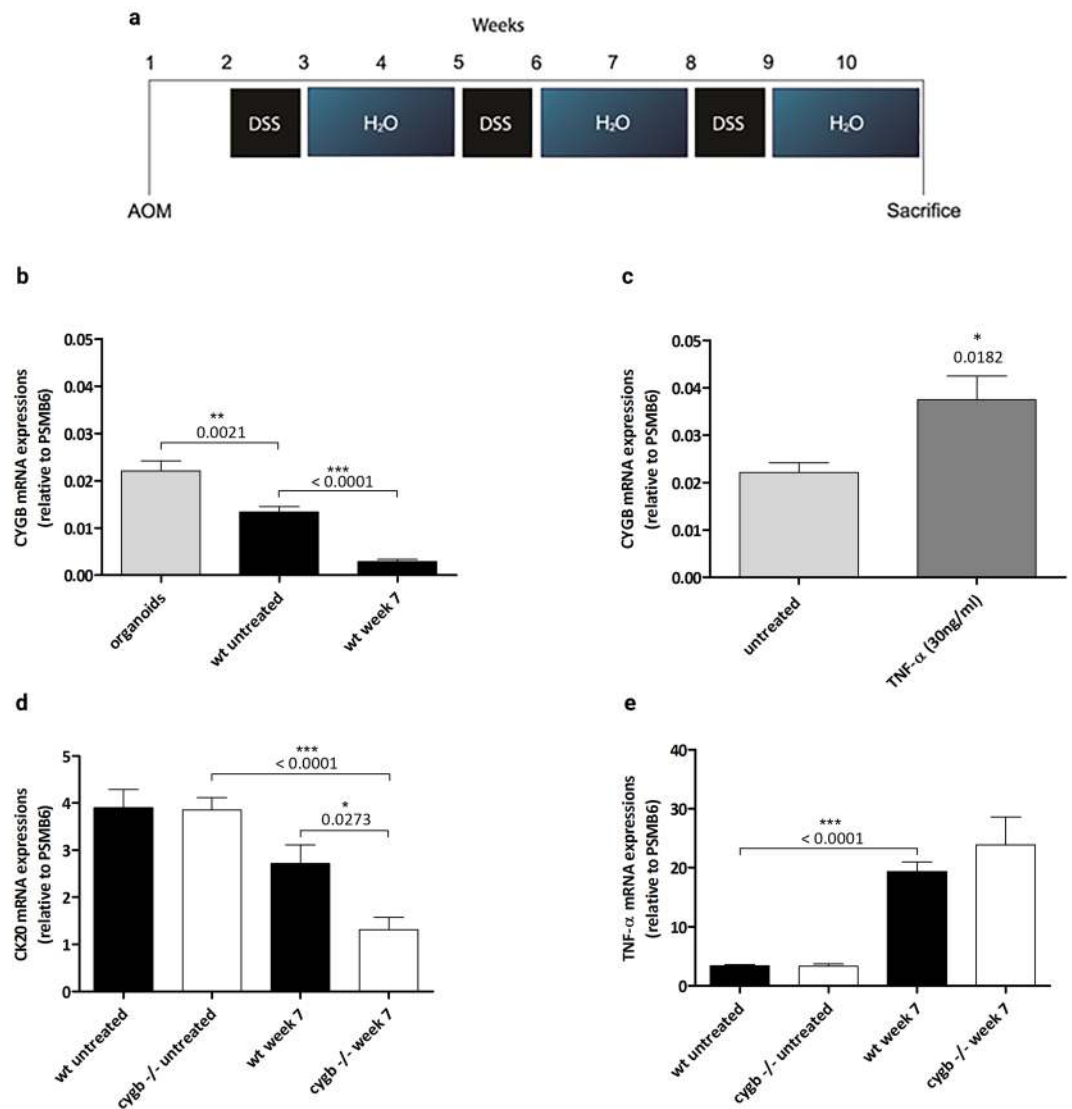 a
Weeks
1 2 3 4 5 6 7 8 9 10
DSS H₂O DSS H₂O DSS H₂O
AOM Sacrifice
b
CYGB mRNA expressions
(relative to PSMB6)
0.05
0.04
0.03
0.02
0.01
0.00
**
0.0021
***
< 0.0001
organoids
wt untreated
wt week 7
c
CYGB mRNA expressions
(relative to PSMB6)
0.05
0.04
0.03
0.02
0.01
0.00
*
0.0182
untreated
TNF-α (30ng/ml)
d
CK20 mRNA expressions
(relative to PSMB6)
5
4
3
2
1
0
***
< 0.0001
*
0.0273
wt untreated
cygb -/- untreated
wt week 7
cygb -/- week 7
e
TNF-α mRNA expressions
(relative to PSMB6)
40
30
20
10
0
***
< 0.0001
wt untreated
cygb -/- untreated
wt week 7
cygb -/- week 7